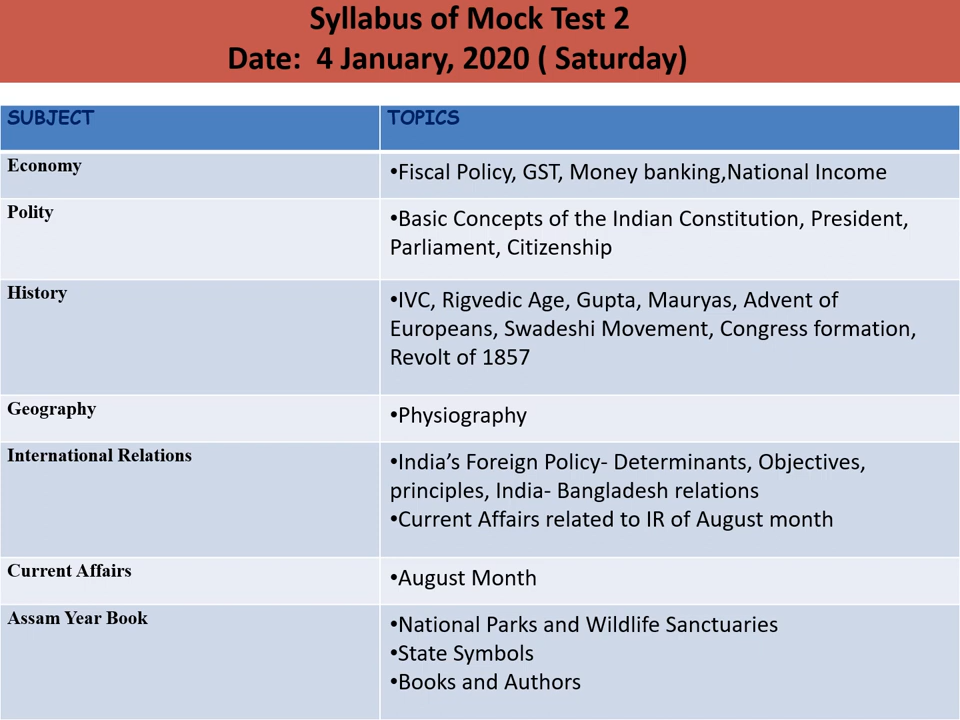 Syllabus of Mock Test 2
Date:  4 January, 2020 ( Saturday)
SUBJECT TOPICS
Economy
•Fiscal Policy, GST, Money banking,National Income
Polity
•Basic Concepts of the Indian Constitution, President,
Parliament, Citizenship
History
•IVC, Rigvedic Age, Gupta, Mauryas, Advent of
Europeans, Swadeshi Movement, Congress formation,
Revolt of 1857
Geography
•Physiography
International Relations
•India’s Foreign Policy- Determinants, Objectives,
principles, India- Bangladesh relations
•Current Affairs related to IR of August month
Current Affairs
•August Month
Assam Year Book
•National Parks and Wildlife Sanctuaries
•State Symbols
•Books and Authors